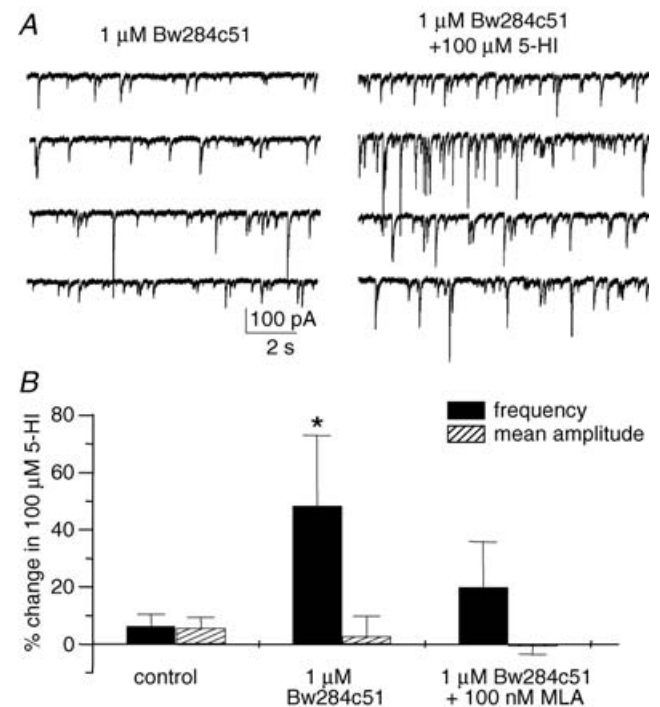 A
1 μM Bw284c51
1 μM Bw284c51
+100 μM 5-HI
100 pA
2 s
B
% change in 100 μM 5-HI
80
60
40
20
0
*
frequency
mean amplitude
control
1 μM
Bw284c51
1 μM Bw284c51
+ 100 nM MLA